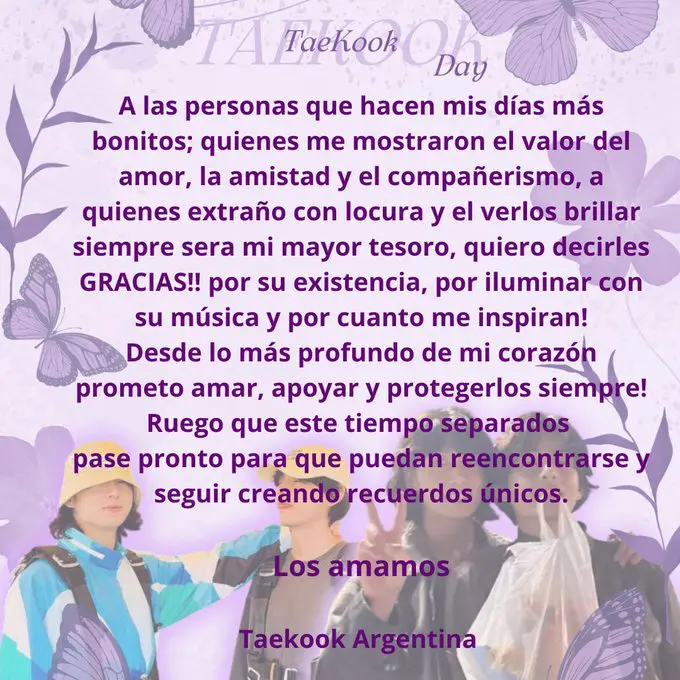 TAEKOOK
TaeKook
Day
A las personas que hacen mis días más
bonitos; quienes me mostraron el valor del
amor, la amistad y el compañerismo, a
quienes extraño con locura y el verlos brillar
siempre sera mi mayor tesoro, quiero decirles
GRACIAS!! por su existencia, por iluminar con
su música y por cuanto me inspiran!
Desde lo más profundo de mi corazón
prometo amar, apoyar y protegerlos siempre!
Ruego que este tiempo separados
pase pronto para que puedan reencontrarse y
seguir creando recuerdos únicos.
Los amamos
Taekook Argentina